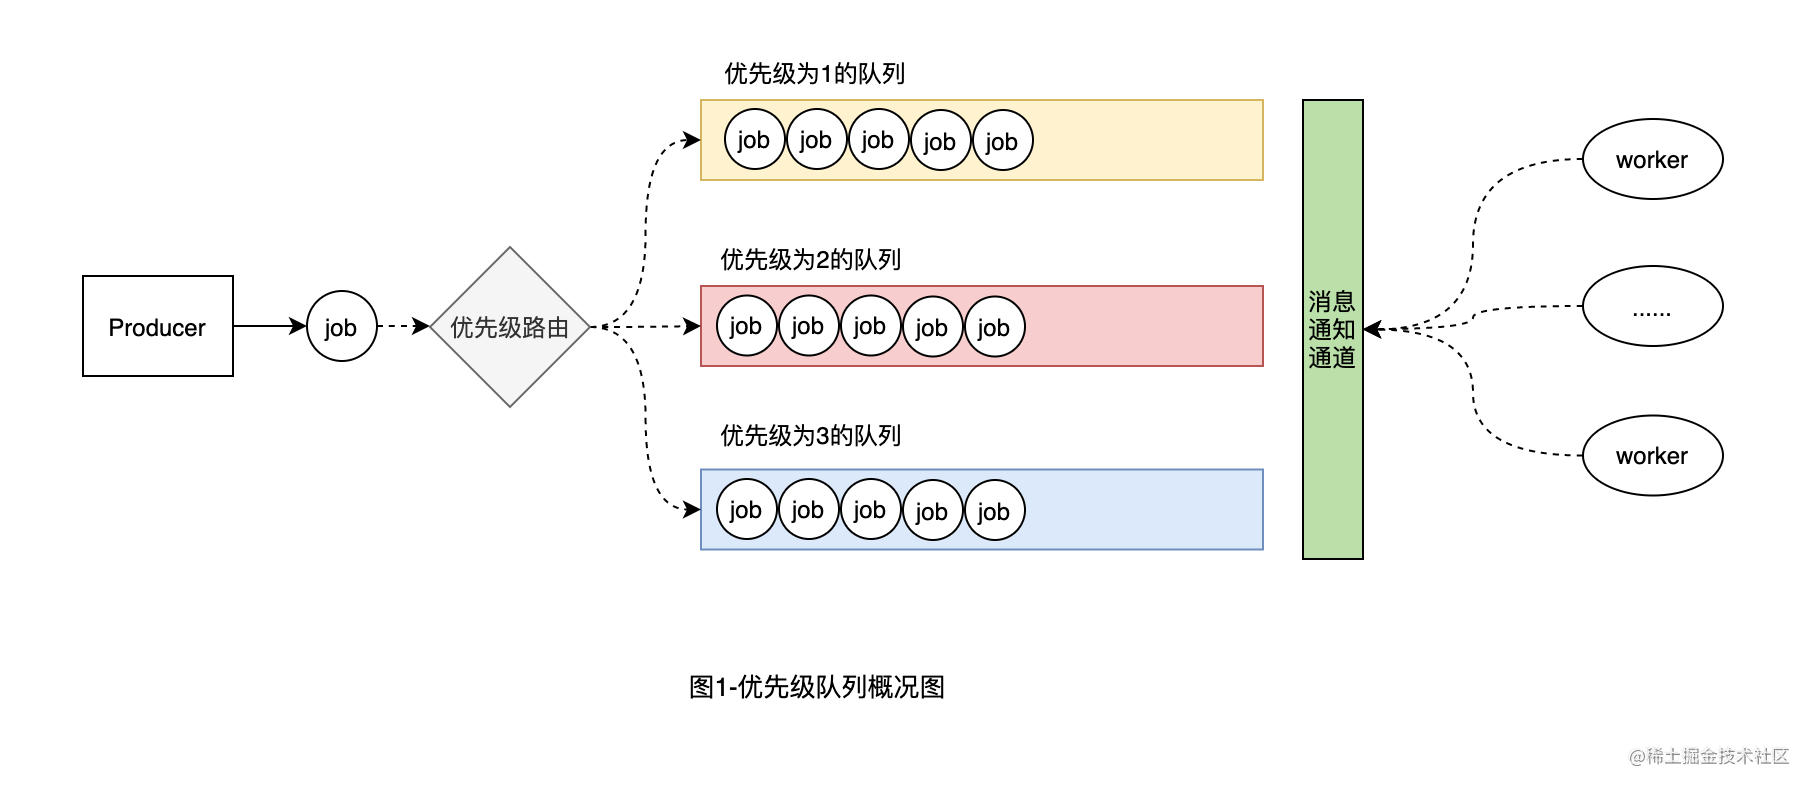 优先级为1的队列
job job job job job
worker
优先级为2的队列
Producer
job
优先级路由
job job job job job
消息
通知
通道
......
优先级为3的队列
job job job job job
worker
图1-优先级队列概况图
@稀土掘金技术社区